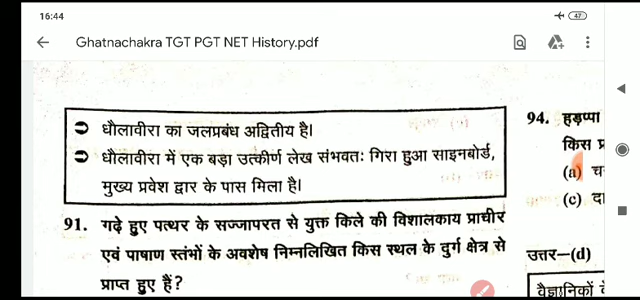 16:44
47
Ghatnachakra TGT PGT NET History.pdf
➲ धौलावीरा का जलप्रबंध अद्वितीय है।
➲ धौलावीरा में एक बड़ा उत्कीर्ण लेख संभवतः गिरा हुआ साइनबोर्ड,
मुख्य प्रवेश द्वार के पास मिला है।
91. गढ़े हुए पत्थर के सज्जापरत से युक्त किले की विशालकाय प्राचीर
एवं पाषाण स्तंभों के अवशेष निम्नलिखित किस स्थल के दुर्ग क्षेत्र से
प्राप्त हुए हैं?
94. हड़प्पा
किस प्र
(a) च
(c) दा
उत्तर–(d)
वैज्ञानिकों